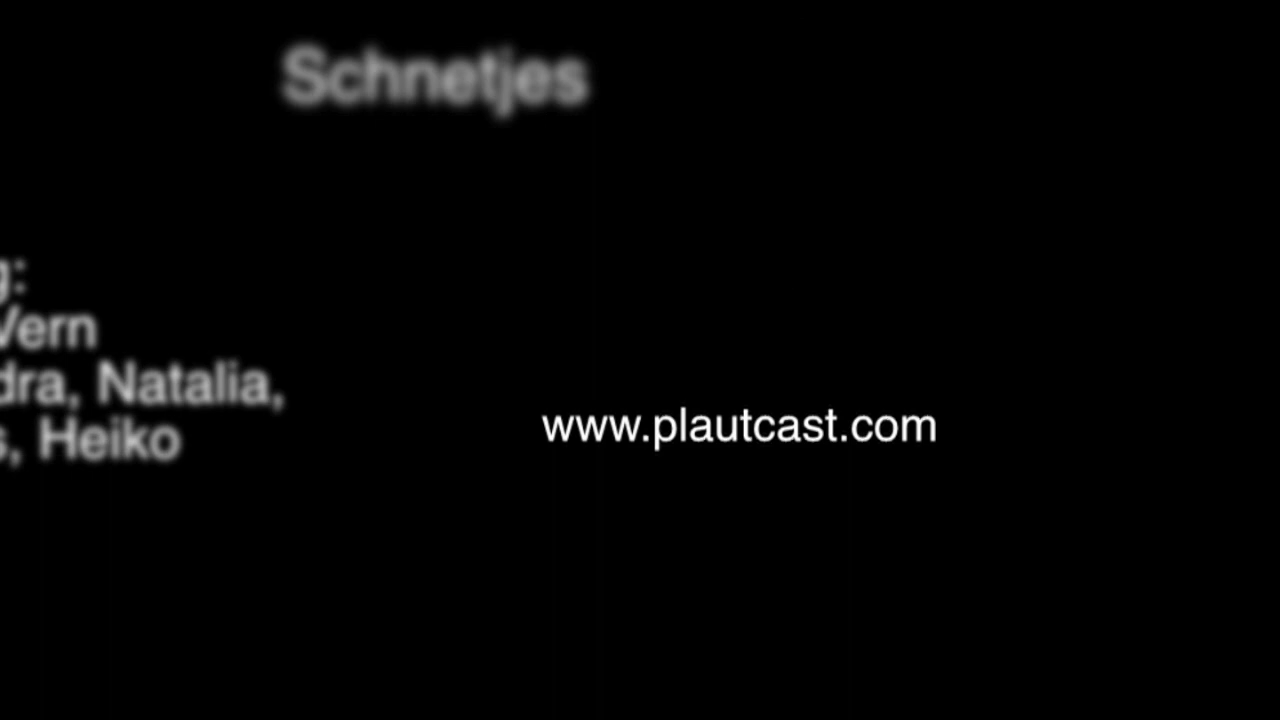 Schnetjes
g:
Vern
dra, Natalia,
s, Heiko
www.plautcast.com